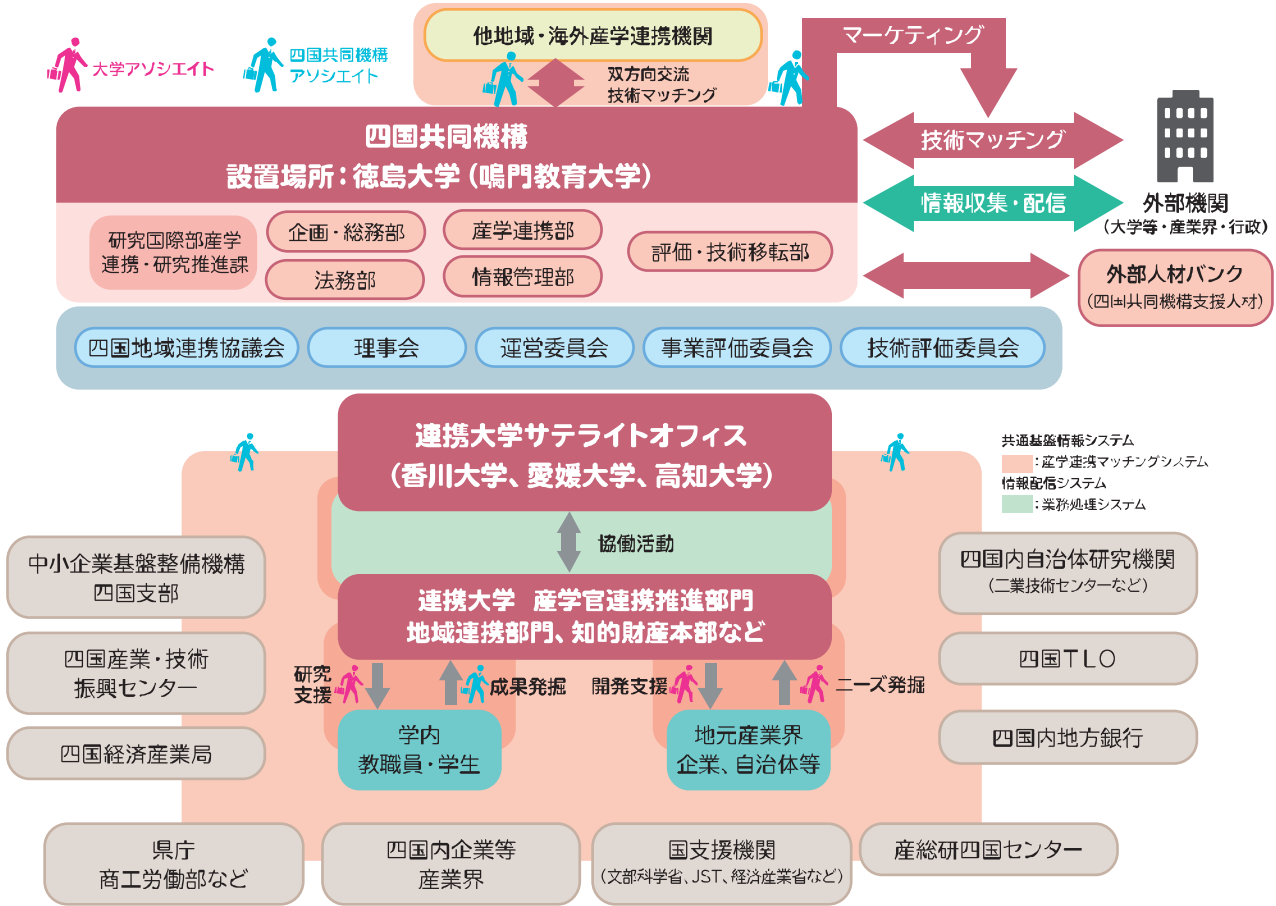 他地域・海外産学連携機関
マーケティング
大学アソシエイト
四国共同機構
アソシエイト
双方向交流
技術マッチング
四国共同機構
設置場所：徳島大学（鳴門教育大学）
技術マッチング
情報収集・配信
外部機関
（大学等・産業界・行政）
研究国際部産学
連携・研究推進課
企画・総務部
法務部
産学連携部
情報管理部
評価・技術移転部
外部人材バンク
（四国共同機構支援人材）
四国地域連携協議会
理事会
運営委員会
事業評価委員会
技術評価委員会
連携大学サテライトオフィス
（香川大学、愛媛大学、高知大学）
共通基盤情報システム
：産学連携マッチングシステム
情報配信システム
：業務処理システム
協働活動
中小企業基盤整備機構
四国支部
四国内自治体研究機関
（二業技術センターなど）
連携大学　産学官連携推進部門
地域連携部門、知的財産本部など
四国産業・技術
振興センター
四国TLO
研究
支援
成果発掘
開発支援
ニーズ発掘
学内
教職員・学生
地元産業界
企業、自治体等
四国経済産業局
四国内地方銀行
県庁
商工労働部など
四国内企業等
産業界
国支援機関
（文部科学省、JST、経済産業省など）
産総研四国センター